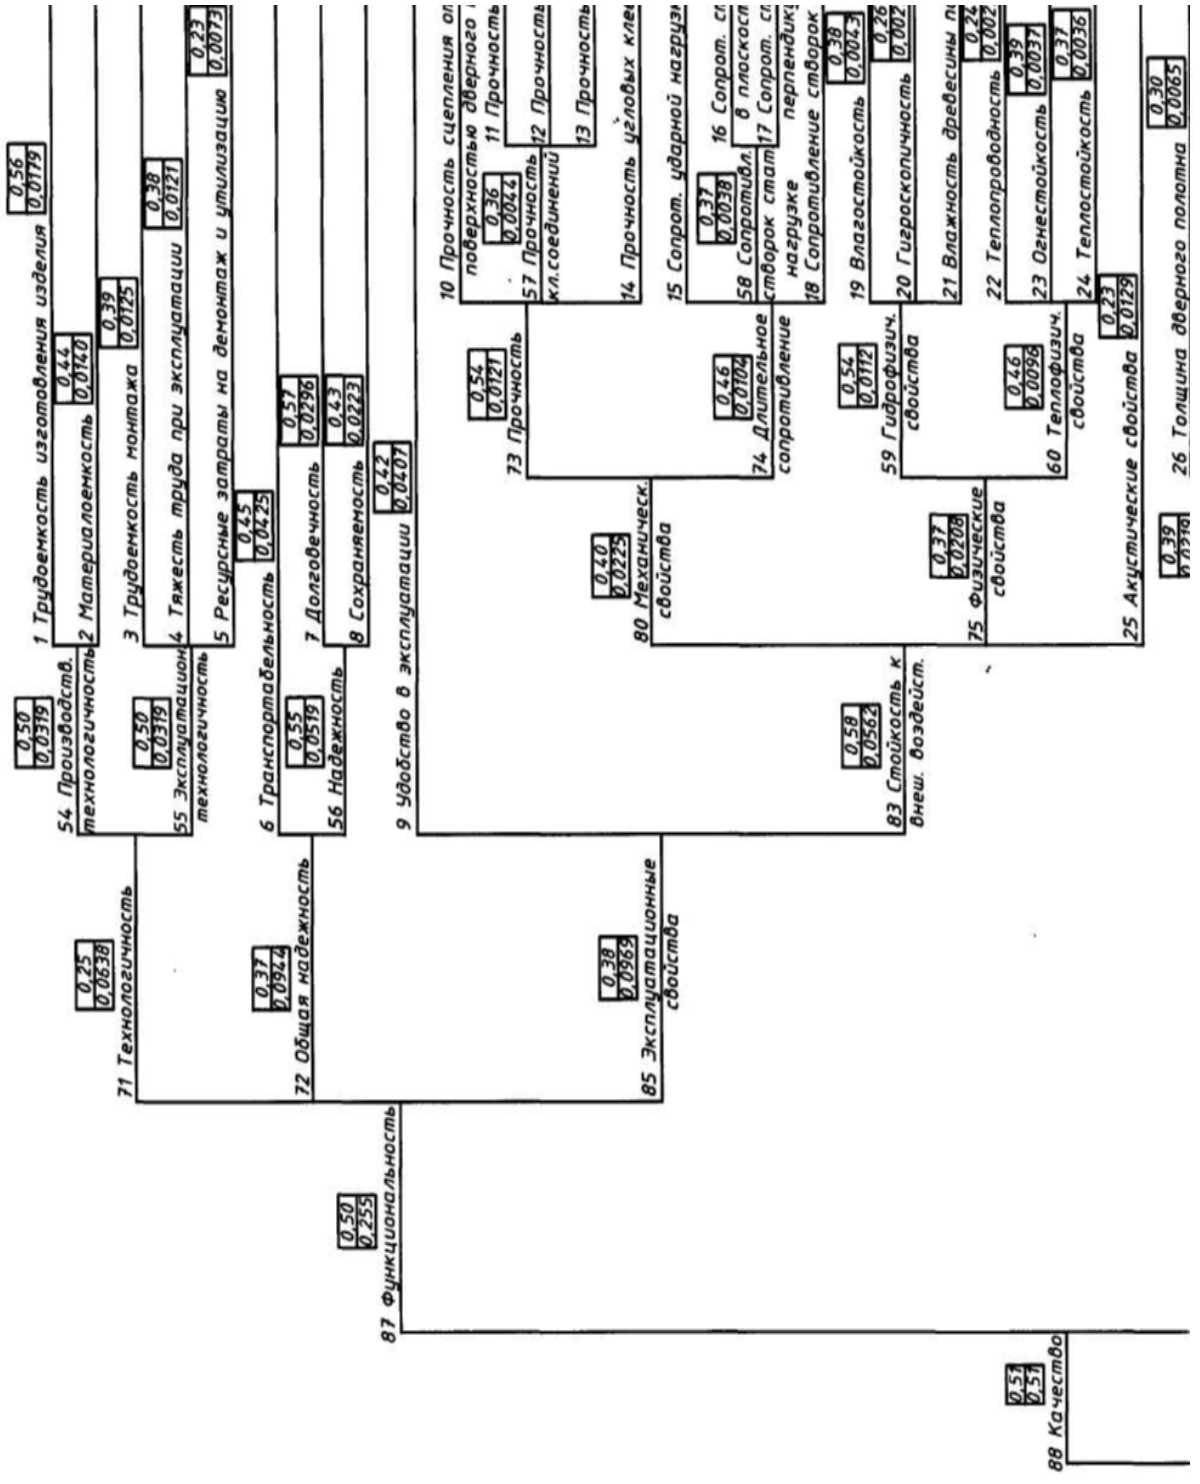 1 Трудоемкость изготовления изделия
0,56
0,0179
54 Производств.
технологичность
0,50
0,0319
2 Материалоемкость
0,44
0,0140
3 Трудоемкость монтажа
0,39
0,0125
4 Тяжесть труда при эксплуатации
0,38
0,0121
55 Эксплуатацион
технологичность
0,50
0,0319
5 Ресурсные затраты на демонтаж и утилизацию
0,23
0,0073
71 Технологичность
0,25
0,0638
6 Транспортабельность
0,45
0,0425
7 Долговечность
0,57
0,0296
56 Надежность
0,55
0,0519
8 Сохраняемость
0,43
0,0223
72 Общая надежность
0,37
0,0944
9 Удобство в эксплуатации
0,42
0,0407
87 Функциональность
0,50
0,255
10 Прочность сцепления
поверхностью дверного
11 Прочность
57 Прочность
кл.соединений
0,36
0,0044
12 Прочность
13 Прочность
14 Прочность угловых
73 Прочность
0,54
0,0121
15 Сопрот. ударной
16 Сопрот.
в
58 Сопротивл.
створок стат
нагрузке
0,37
0,0038
17 Сопрот.
18 Сопротивление створок
74 Длительное
сопротивление
0,46
0,0104
80 Механическ.
свойства
0,40
0,0225
85 Эксплуатационные
свойства
0,38
0,0969
19 Влагостойкость
0,38
0,0043
59 Гидрофизич.
свойства
0,54
0,0112
20 Гигроскопичность
21 Влажность древесины
83 Стойкость к
внеш. воздейст.
0,58
0,0562
22 Теплопроводность
0,24
23 Огнестойкость
0,39
0,0037
60 Теплофизич.
свойства
0,46
0,0096
24 Теплостойкость
0,37
0,0036
75 Физические
свойства
0,37
0,0208
25 Акустические свойства
0,23
0,0129
88 Качество
0,51
0,51
26 Толщина дверного полотна
0,30
0,0065
0,39
0,0219